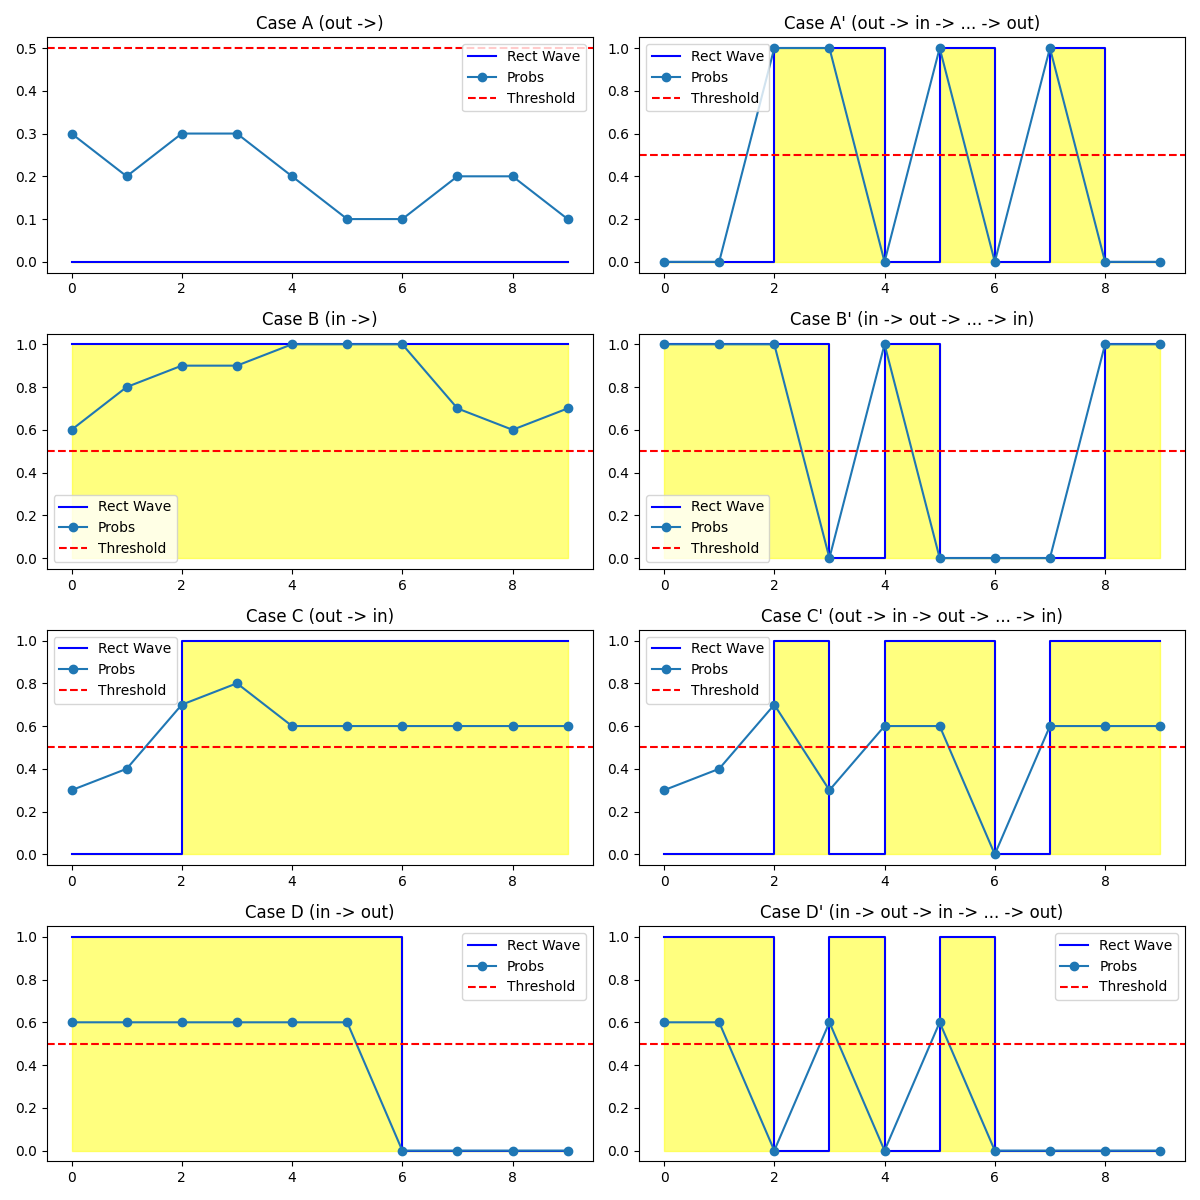 Case A (out ->)
0.5
0.4
0.3
0.2
0.1
0.0
Rect Wave
Probs
Threshold
0 2 4 6 8
Case A' (out -> in -> ... -> out)
1.0
0.8
0.6
0.4
0.2
0.0
Rect Wave
Probs
Threshold
0 2 4 6 8
Case B (in ->)
1.0
0.8
0.6
0.4
0.2
0.0
Rect Wave
Probs
Threshold
0 2 4 6 8
Case B' (in -> out -> ... -> in)
1.0
0.8
0.6
0.4
0.2
0.0
Rect Wave
Probs
Threshold
0 2 4 6 8
Case C (out -> in)
1.0
0.8
0.6
0.4
0.2
0.0
Rect Wave
Probs
Threshold
0 2 4 6 8
Case C' (out -> in -> out -> ... -> in)
1.0
0.8
0.6
0.4
0.2
0.0
Rect Wave
Probs
Threshold
0 2 4 6 8
Case D (in -> out)
1.0
0.8
0.6
0.4
0.2
0.0
Rect Wave
Probs
Threshold
0 2 4 6 8
Case D' (in -> out -> in -> ... -> out)
1.0
0.8
0.6
0.4
0.2
0.0
Rect Wave
Probs
Threshold
0 2 4 6 8